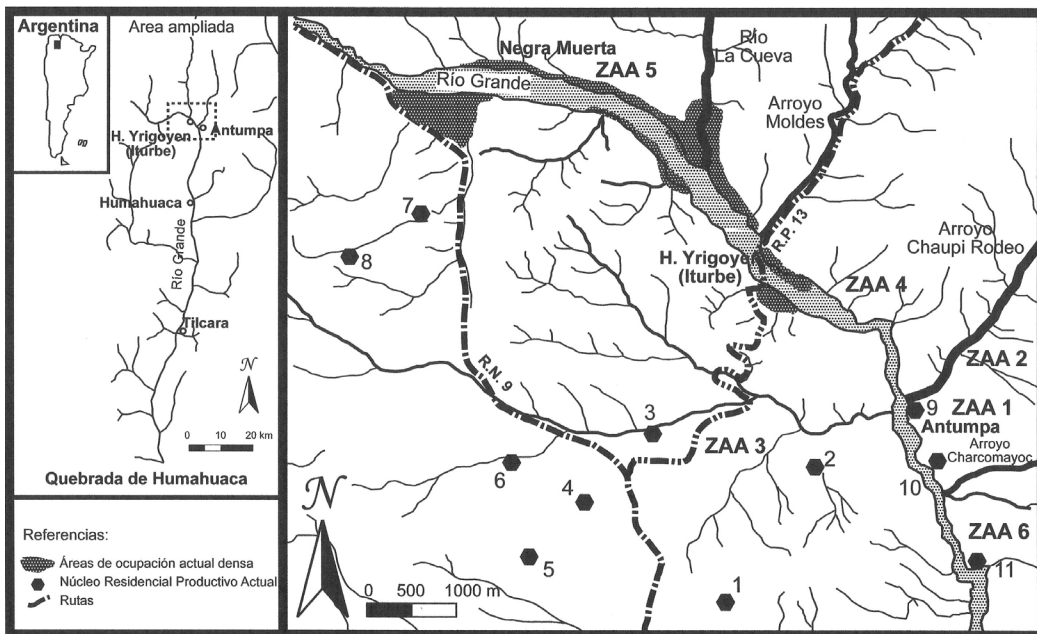 Argentina
Area ampliada
H. Yrigoyen
(Iturbe)
Antumpa
Humahuaca
Río Grande
Tilcara
N
0 10 20 km
Quebrada de Humahuaca
Referencias:
Áreas de ocupación actual densa
Núcleo Residencial Productivo Actual
Rutas
Negra Muerta
ZAA 5
Río Grande
Río
La Cueva
Arroyo
Moldes
R.P. 13
Arroyo
Chaupi Rodeo
H. Yrigoyen
(Iturbe)
ZAA 4
7
8
R.N. 9
ZAA 2
9
ZAA 1
Antumpa
3
ZAA 3
Arroyo
Charcomayoc
6
2
10
4
N
ZAA 6
5
11
1
0 500 1000 m